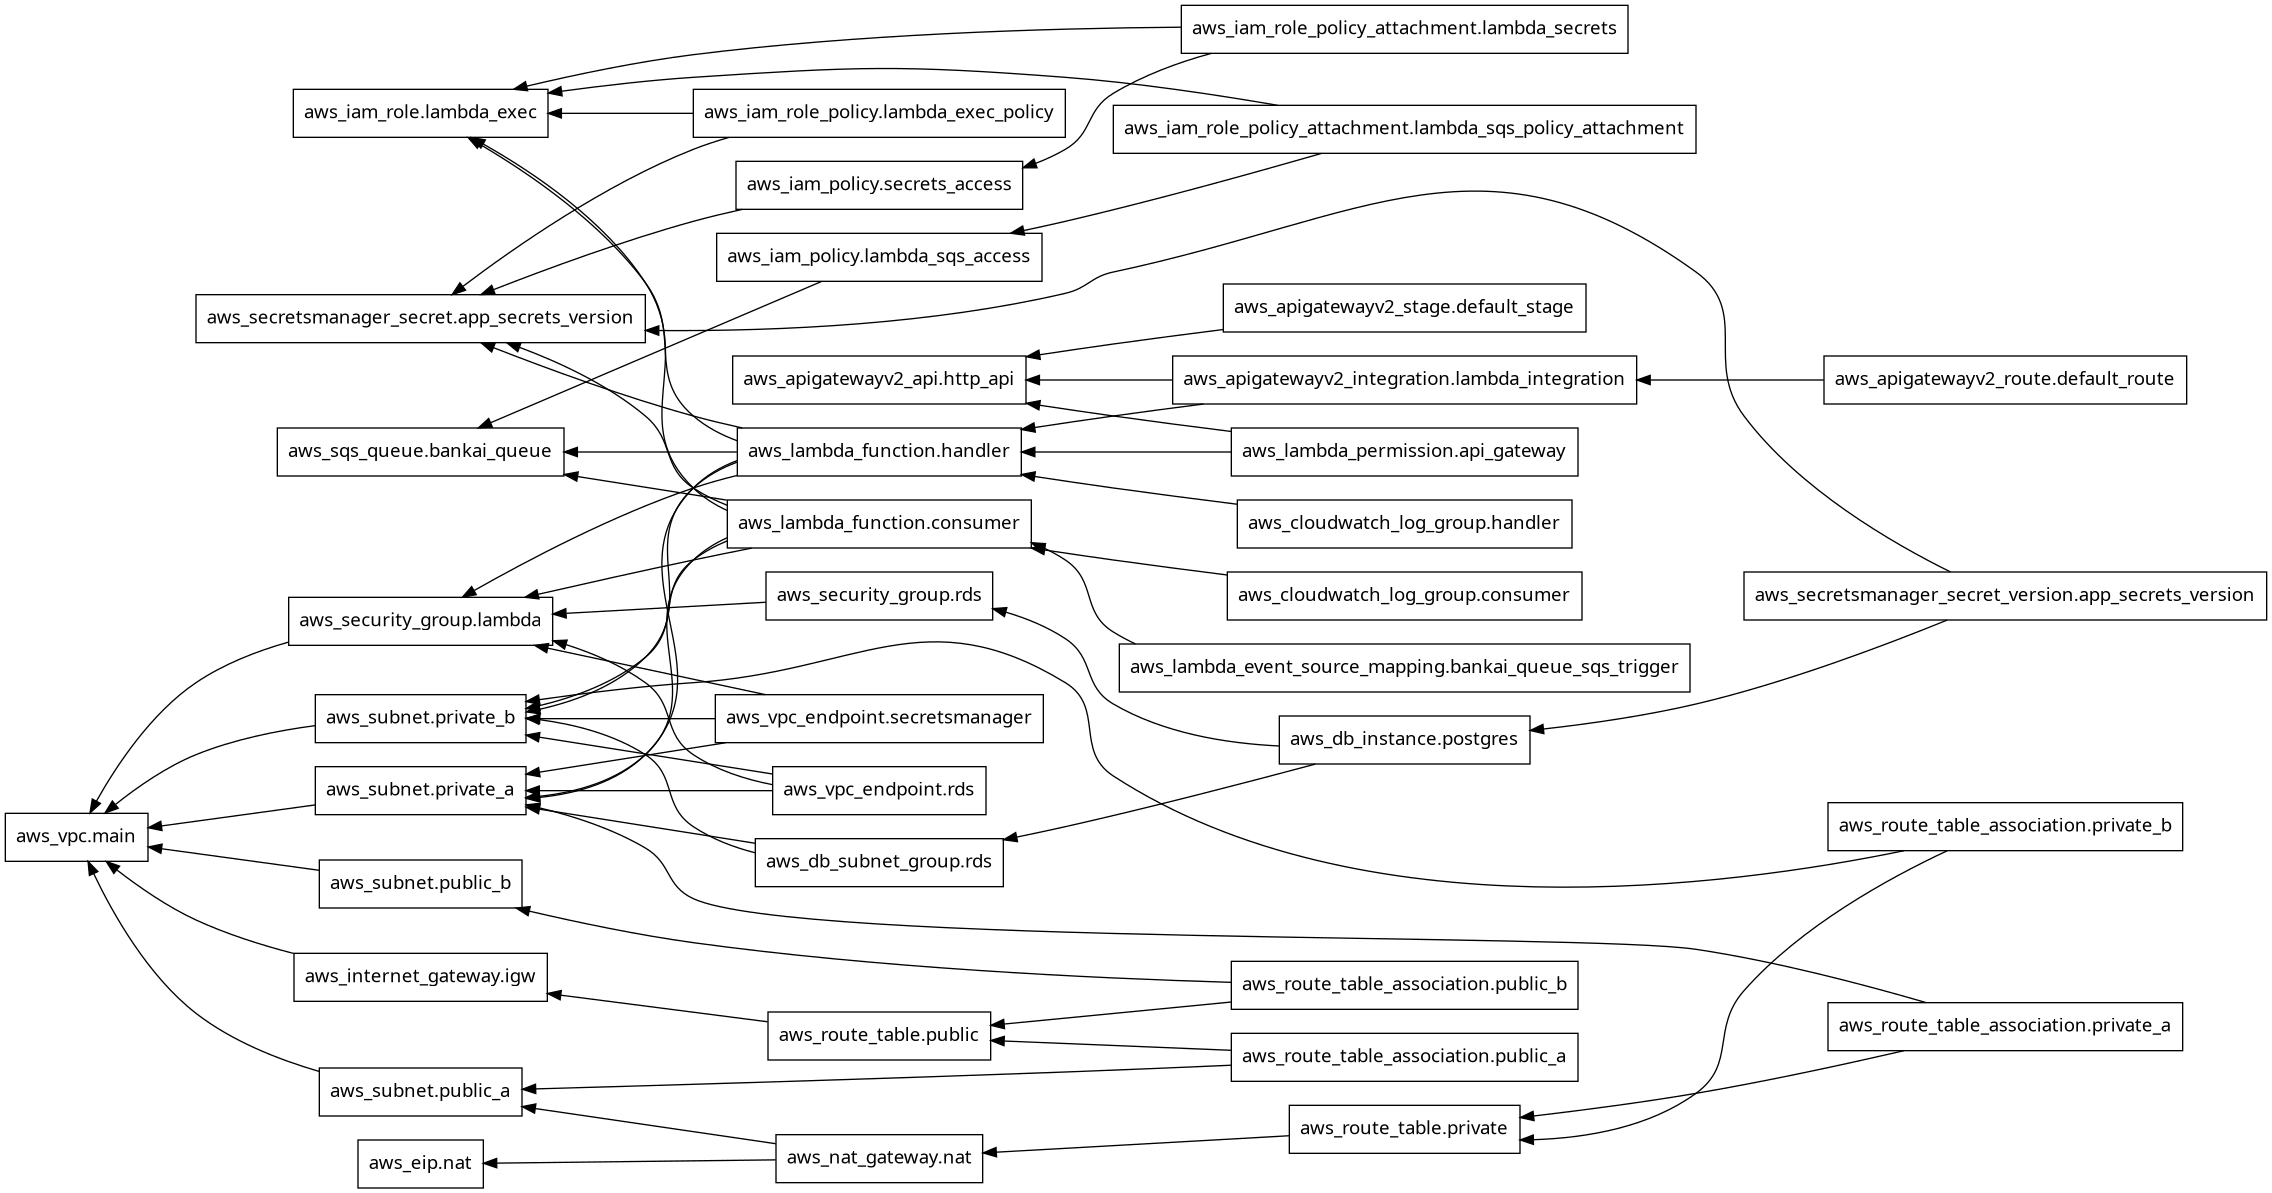 aws_iam_role_policy_attachment.lambda_secrets
aws_iam_role.lambda_exec
aws_iam_role_policy.lambda_exec_policy
aws_iam_role_policy_attachment.lambda_sqs_policy_attachment
aws_iam_policy.secrets_access
aws_iam_policy.lambda_sqs_access
aws_secretsmanager_secret.app_secrets_version
aws_apigatewayv2_stage.default_stage
aws_apigatewayv2_api.http_api
aws_apigatewayv2_integration.lambda_integration
aws_apigatewayv2_route.default_route
aws_sqs_queue.bankai_queue
aws_lambda_function.handler
aws_lambda_permission.api_gateway
aws_lambda_function.consumer
aws_cloudwatch_log_group.handler
aws_security_group.rds
aws_cloudwatch_log_group.consumer
aws_secretsmanager_secret_version.app_secrets_version
aws_security_group.lambda
aws_lambda_event_source_mapping.bankai_queue_sqs_trigger
aws_subnet.private_b
aws_vpc_endpoint.secretsmanager
aws_db_instance.postgres
aws_subnet.private_a
aws_vpc_endpoint.rds
aws_vpc.main
aws_route_table_association.private_b
aws_db_subnet_group.rds
aws_subnet.public_b
aws_internet_gateway.igw
aws_route_table_association.public_b
aws_route_table.public
aws_route_table_association.private_a
aws_route_table_association.public_a
aws_subnet.public_a
aws_route_table.private
aws_eip.nat
aws_nat_gateway.nat